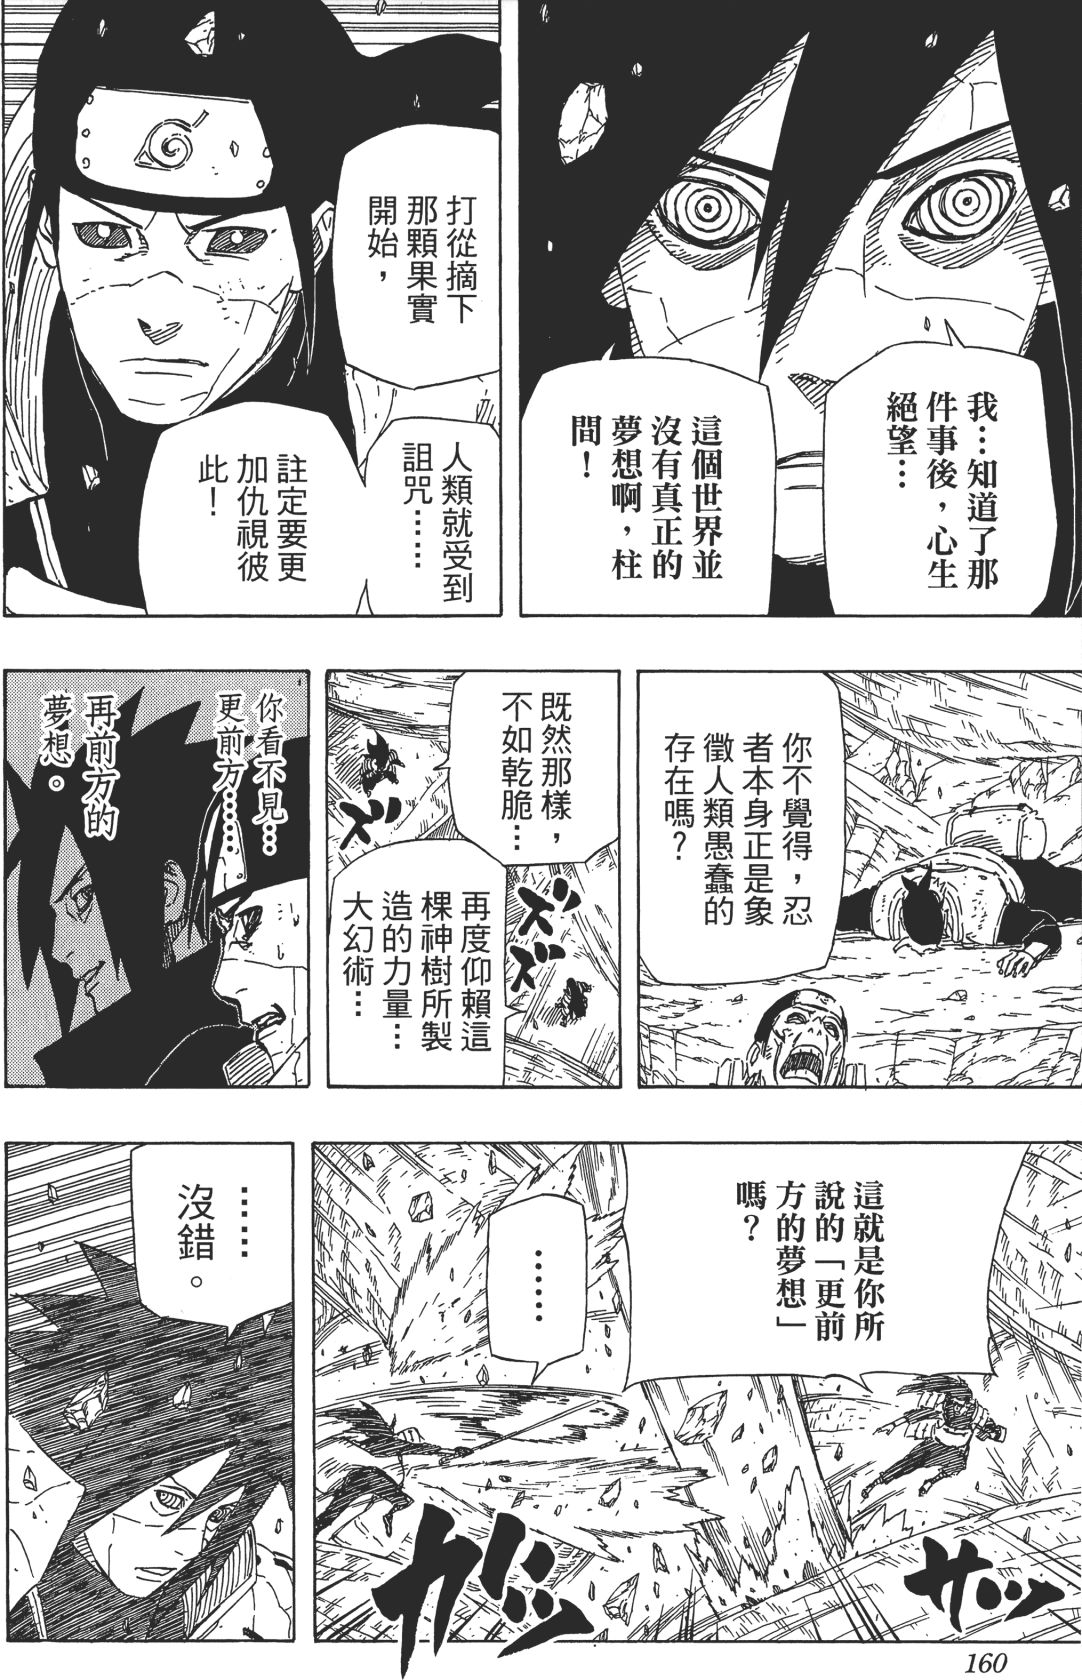 我…知道了那
件事後，心生
絕望…
這個世界並
沒有真正的
夢想啊，柱
間！
打從摘下
那顆果實
開始，
人類就受到
詛咒……
註定要更
加仇視彼
此！
你不覺得，忍
者本身正是象
徵人類愚蠢的
存在嗎？
既然那樣，
不如乾脆…
再度仰賴這
棵神樹所製
造的力量…
大幻術…
ズズ
ズズ
你看不見…
更前方……
再前方的
夢想。
這就是你所
說的「更前
方的夢想」
嗎？
……
ザッ
ガッ
……
沒錯。
160